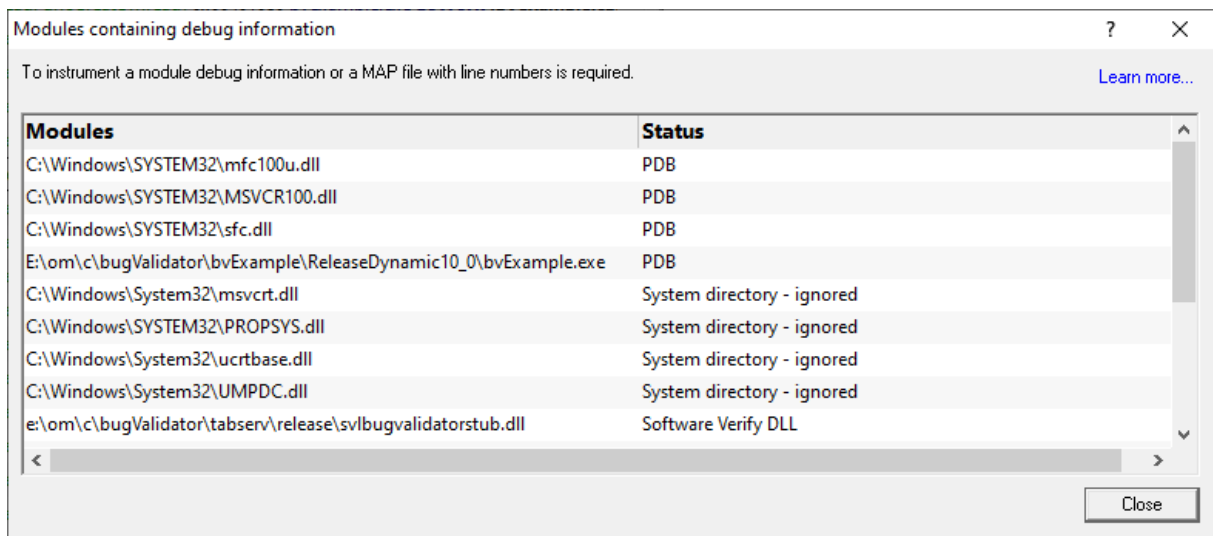 Modules containing debug information
To instrument a module debug information or a MAP file with line numbers is required.
Learn more...
Modules Status
C:\Windows\SYSTEM32\mfc100u.dll PDB
C:\Windows\SYSTEM32\MSVCR100.dll PDB
C:\Windows\SYSTEM32\sfc.dll PDB
E:\om\c\bugValidator\bvExample\ReleaseDynamic10_0\bvExample.exe PDB
C:\Windows\System32\msvcrt.dll System directory - ignored
C:\Windows\SYSTEM32\PROPSYS.dll System directory - ignored
C:\Windows\System32\ucrtbase.dll System directory - ignored
C:\Windows\System32\UMPDC.dll System directory - ignored
e:\om\c\bugValidator\tabserv\release\svlbugvalidatorstub.dll Software Verify DLL
Close